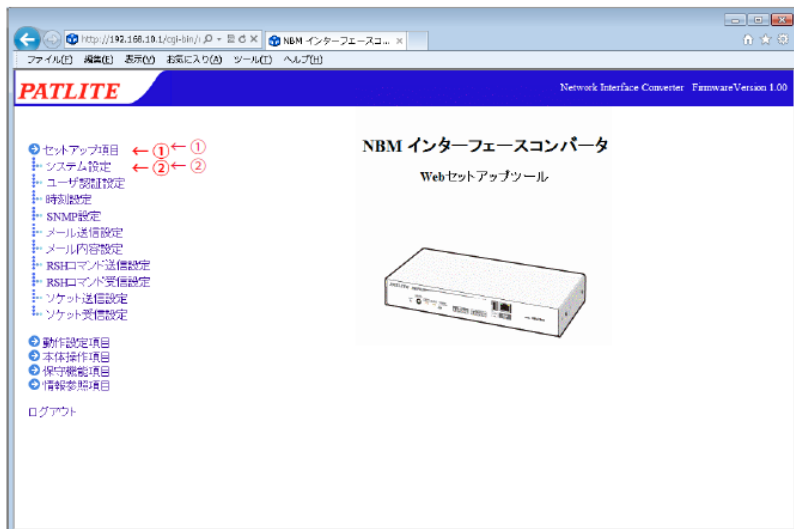 http://192.168.10.1/cgi-bin/
NBM インターフェースコ...
ファイル(F) 編集(E) 表示(V) お気に入り(A) ツール(T) ヘルプ(H)
PATLITE
Network Interface Converter FirmwareVersion 1.00
セットアップ項目 ←① ←①
システム設定 ←② ←②
ユーザ認証設定
時刻設定
SNMP設定
メール送信設定
メール内容設定
RSHコマンド送信設定
RSHコマンド受信設定
ソケット送信設定
ソケット受信設定
動作設定項目
本体操作項目
保守機能項目
情報参照項目
ログアウト
NBM インターフェースコンバータ
Webセットアップツール
PATLITE